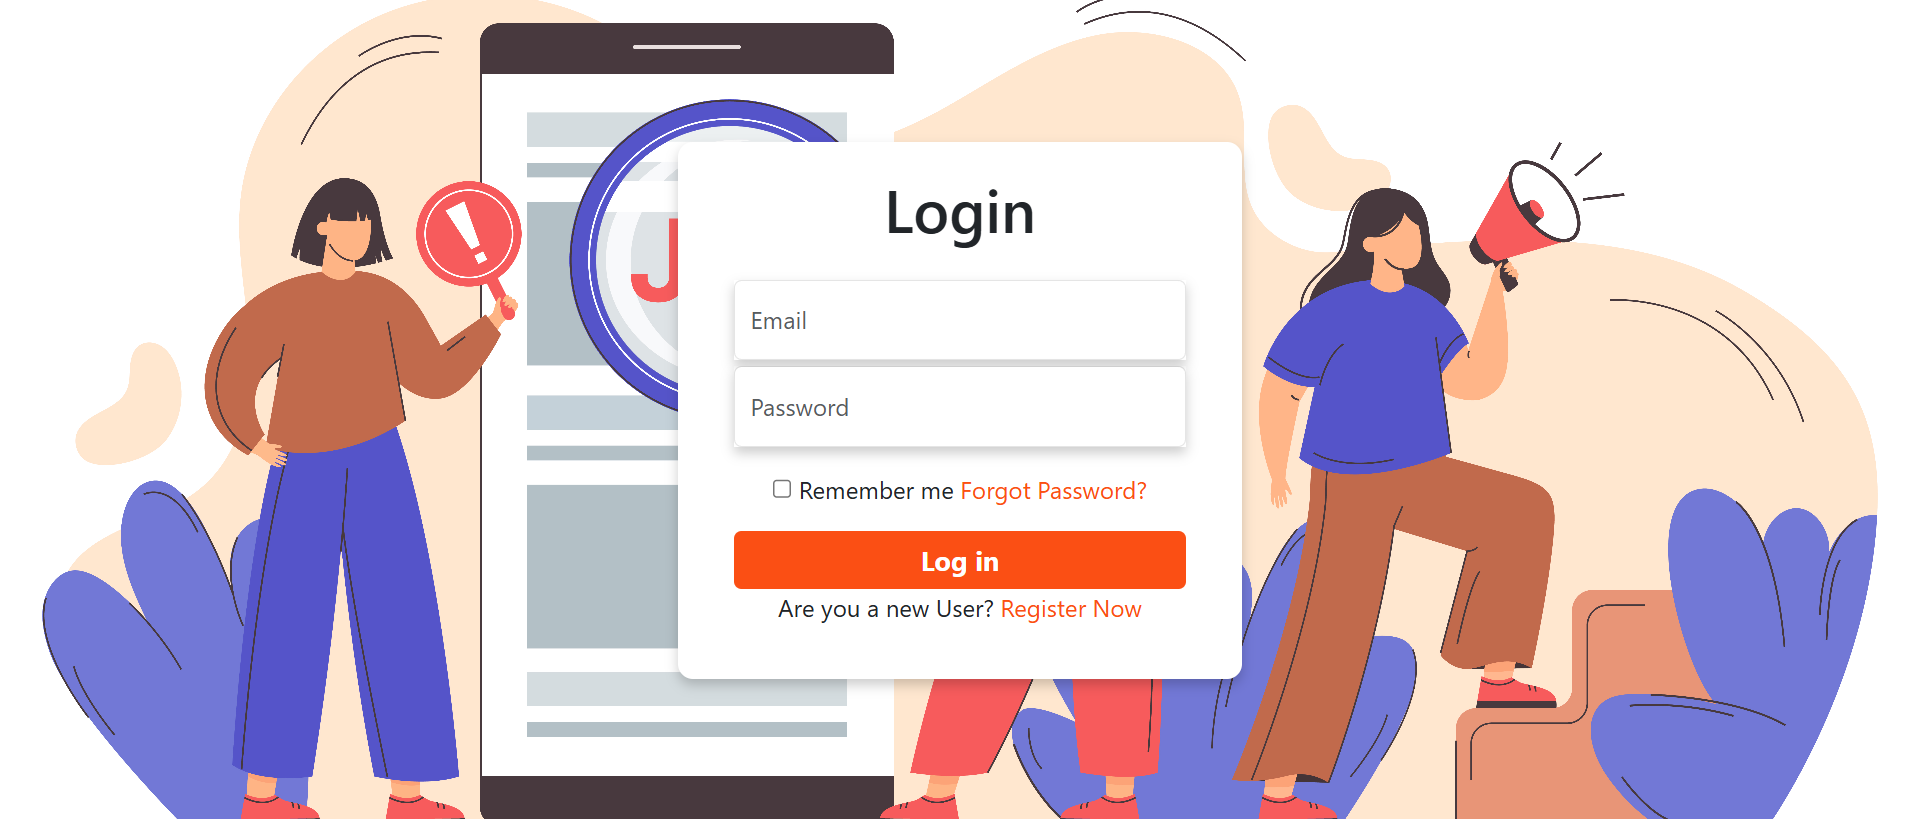 !
J
Login
Email
Password
Remember me Forgot Password?
Log in
Are you a new User? Register Now